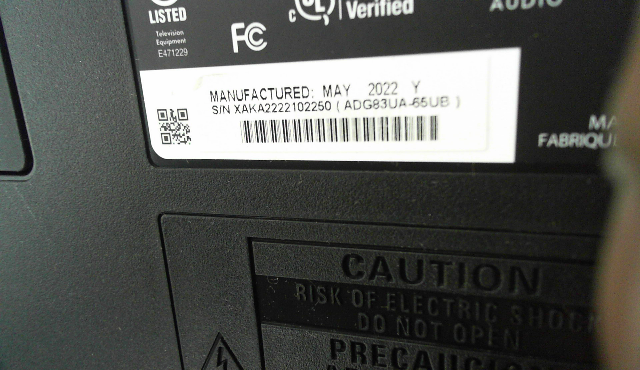 LISTED
Television
Equipment
E471229
FC
c UL
Verified
AUDIO
MANUFACTURED: MAY 2022 Y
S/N XAKA2222102250 ( ADG83UA-65UB )
CAUTION
RISK OF ELECTRIC SHOCK
DO NOT OPEN